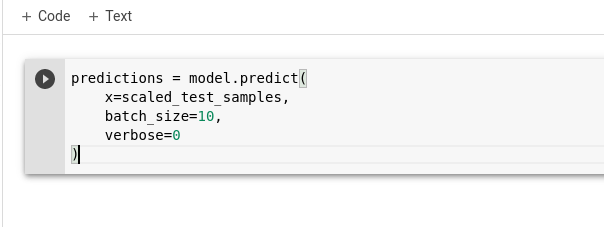 + Code + Text
predictions = model.predict(
    x=scaled_test_samples,
    batch_size=10,
    verbose=0
)